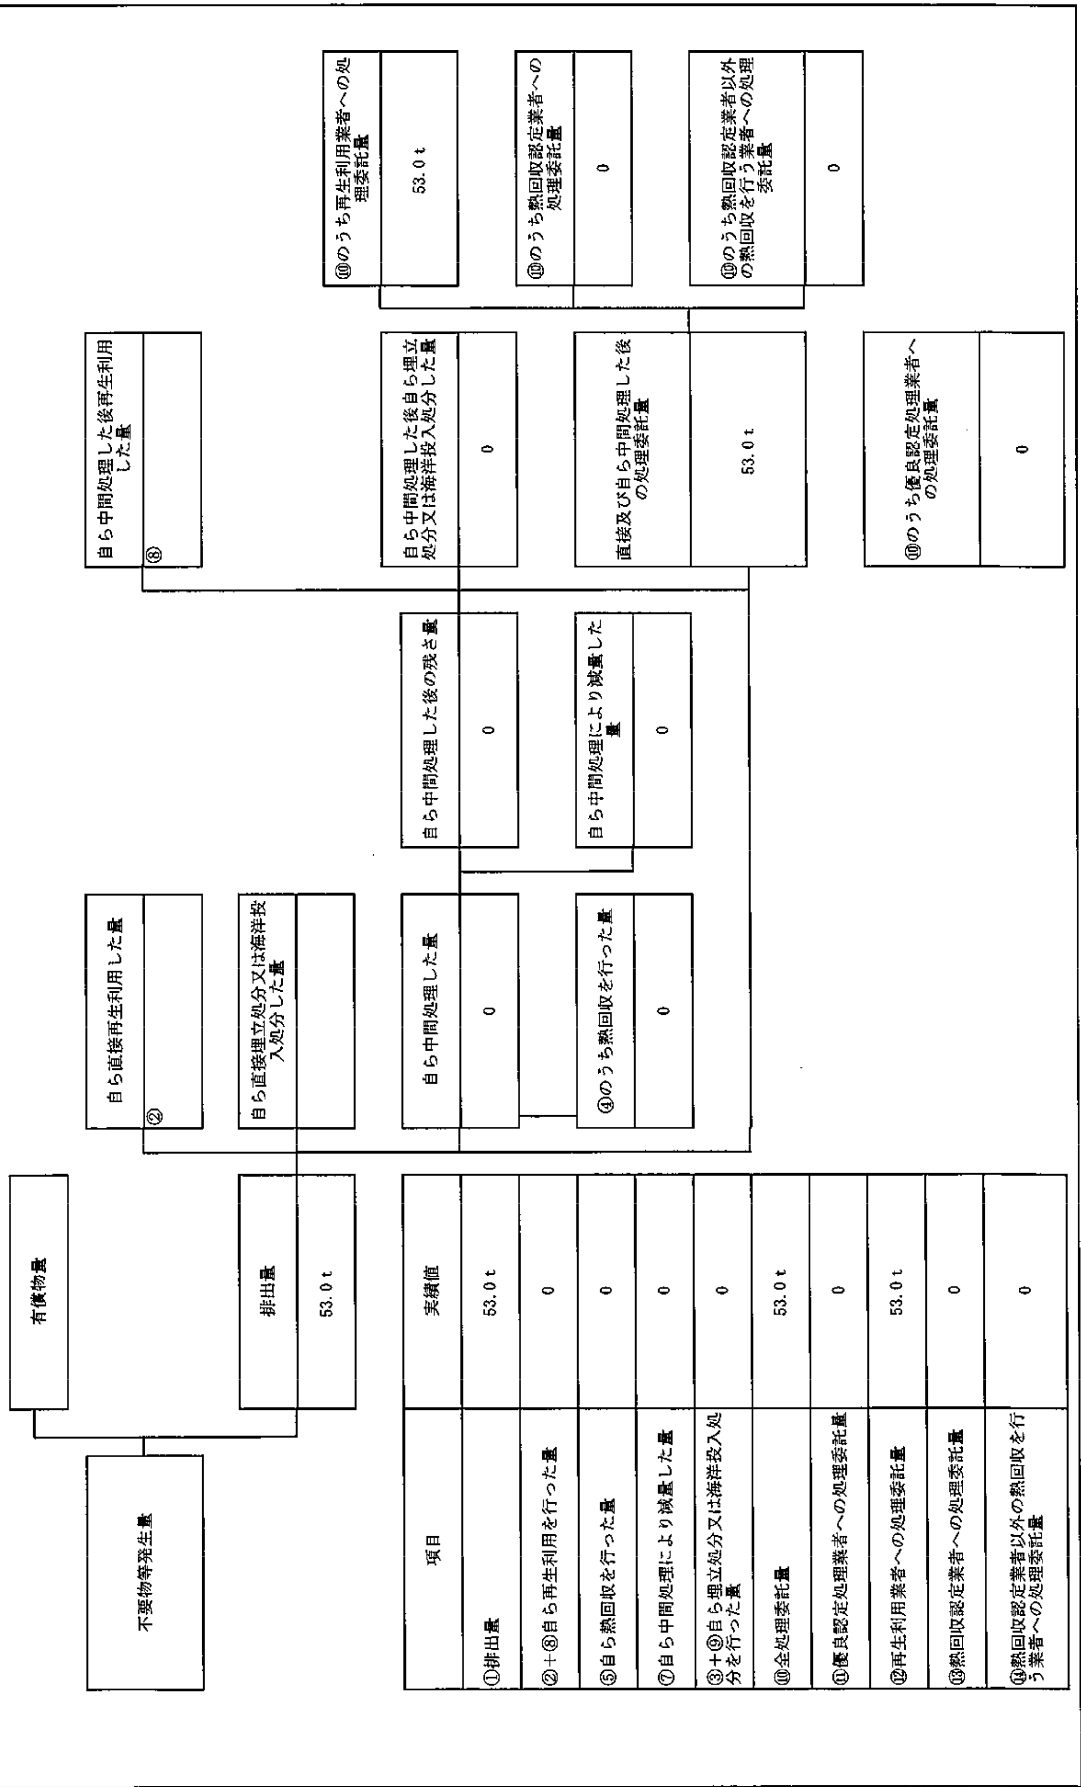 不要物等発生量
有償物量
排出量
53.0 t
自ら直接再生利用した量
②
自ら直接埋立処分又は海洋投
入処分した量
自ら中間処理した量
0
④のうち熱回収を行った量
0
自ら中間処理した後の残さ量
0
自ら中間処理により減量した
量
0
自ら中間処理した後再生利用
した量
⑧
自ら中間処理した後自ら埋立
処分又は海洋投入処分した量
0
直接及び自ら中間処理した後
の処理委託量
53.0 t
⑩のうち優良認定処理業者へ
の処理委託量
0
⑩のうち再生利用業者への処
理委託量
53.0 t
⑩のうち熱回収認定業者への
処理委託量
0
⑩のうち熱回収認定業者以外
の熱回収を行う業者への処理
委託量
0
項目 実績値
①排出量 53.0 t
②+⑧自ら再生利用を行った量 0
⑤自ら熱回収を行った量 0
⑦自ら中間処理により減量した量 0
③+⑨自ら埋立処分又は海洋投入処
分を行った量 0
⑩全処理委託量 53.0 t
⑪優良認定処理業者への処理委託量 0
⑫再生利用業者への処理委託量 53.0 t
⑬熱回収認定業者への処理委託量 0
⑭熱回収認定業者以外の熱回収を行
う業者への処理委託量 0